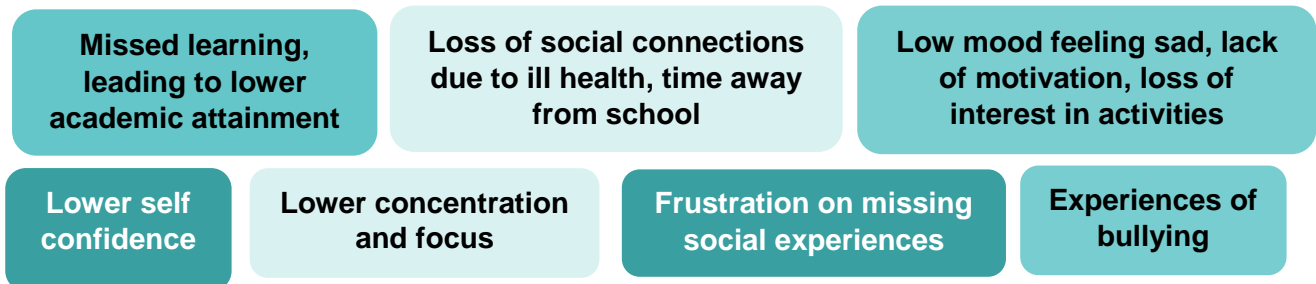 Missed learning,
leading to lower
academic attainment
Loss of social connections
due to ill health, time away
from school
Low mood feeling sad, lack
of motivation, loss of
interest in activities
Lower self
confidence
Lower concentration
and focus
Frustration on missing
social experiences
Experiences of
bullying